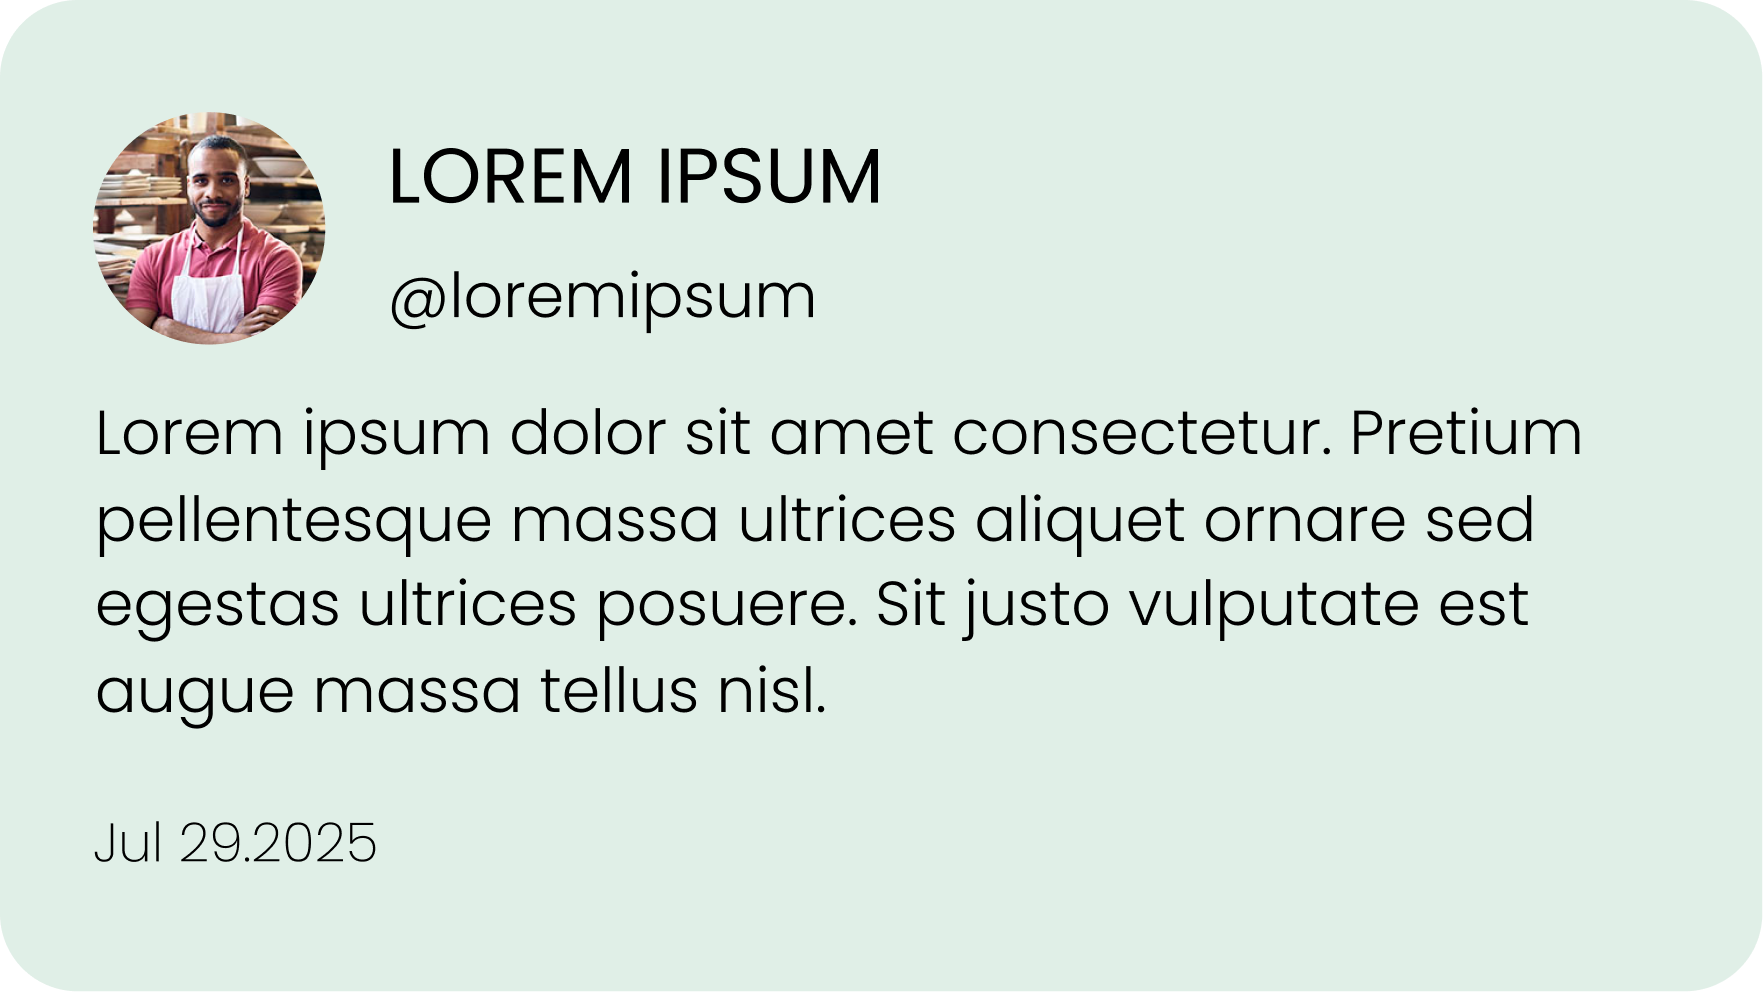 LOREM IPSUM
@loremipsum
Lorem ipsum dolor sit amet consectetur. Pretium
pellentesque massa ultrices aliquet ornare sed
egestas ultrices posuere. Sit justo vulputate est
augue massa tellus nisl.
Jul 29.2025